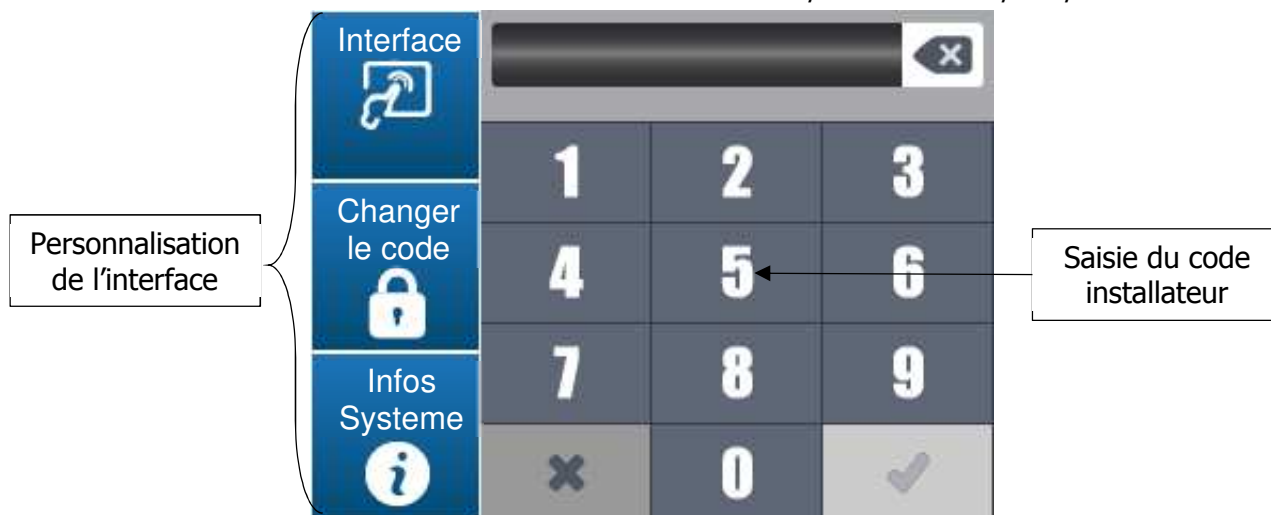 Interface
1 2 3
Changer
le code
Personnalisation
de l'interface
4 5 6
Saisie du code
installateur
7 8 9
Infos
Systeme
i
0